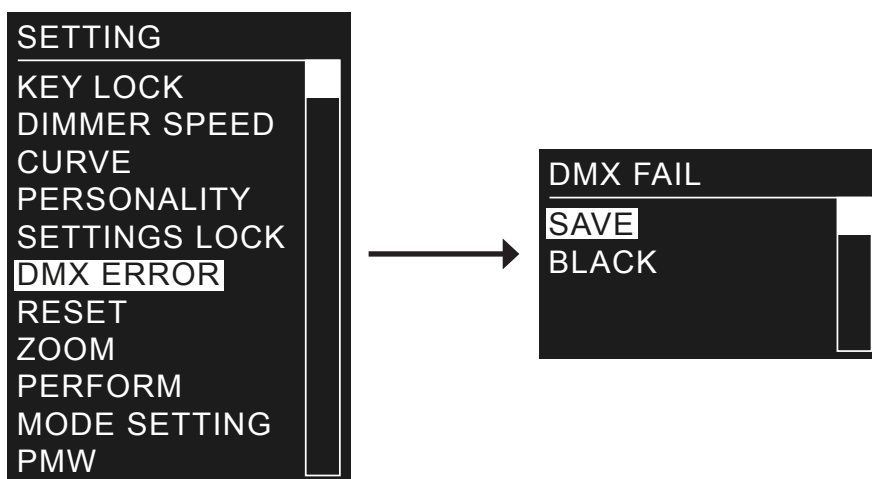 SETTING
KEY LOCK
DIMMER SPEED
CURVE
PERSONALITY
SETTINGS LOCK
DMX ERROR
RESET
ZOOM
PERFORM
MODE SETTING
PMW
DMX FAIL
SAVE
BLACK